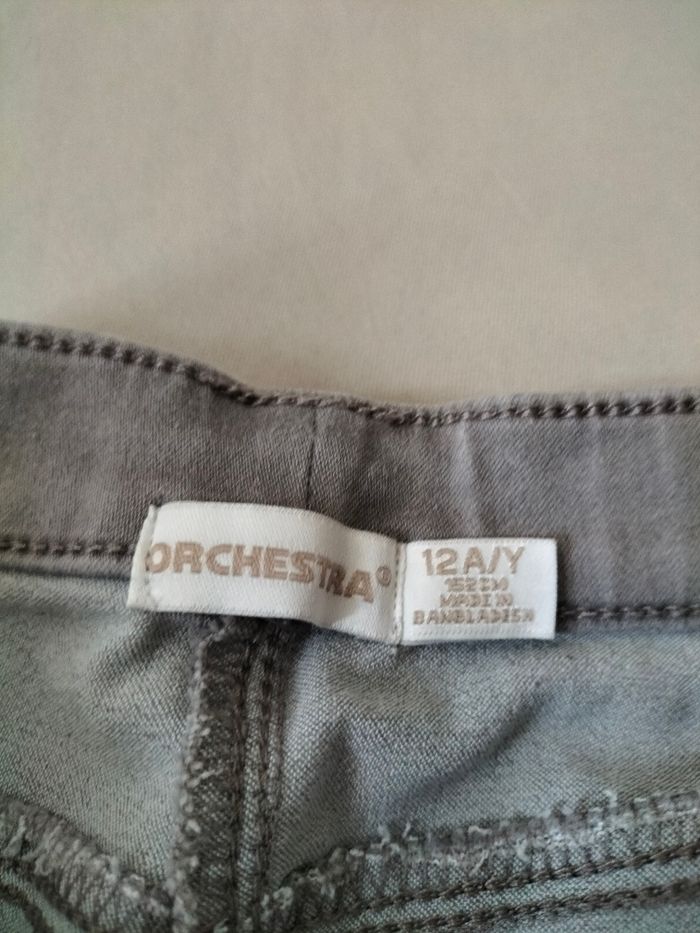 ORCHESTRA®
12A/Y
152CM
MADE IN
BANGLADESH